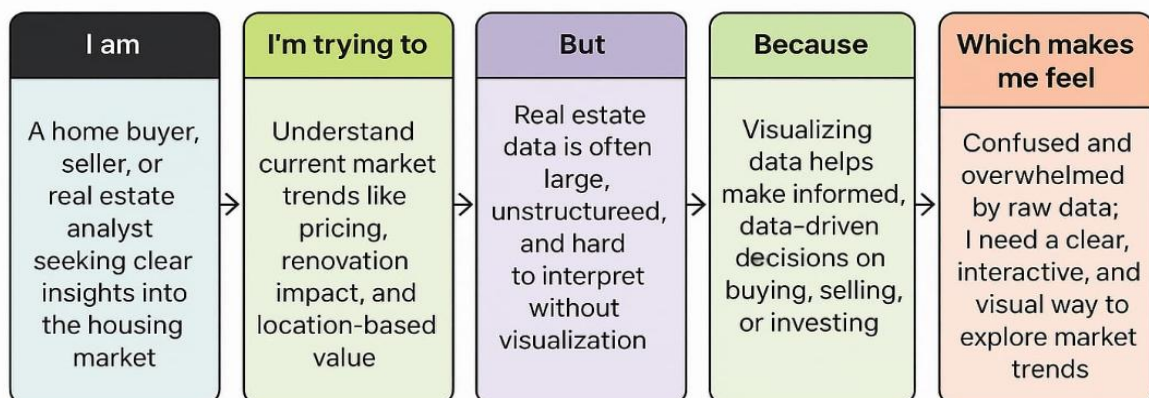 I am
A home buyer,
seller, or
real estate
analyst
seeking clear
insights into
the housing
market
I'm trying to
Understand
current market
trends like
pricing,
renovation
impact, and
location-based
value
But
Real estate
data is often
large,
unstructureed,
and hard
to interpret
without
visualization
Because
Visualizing
data helps
make informed,
data-driven
decisions on
buying, selling,
or investing
Which makes
me feel
Confused and
overwhelmed
by raw data;
I need a clear,
interactive, and
visual way to
explore market
trends